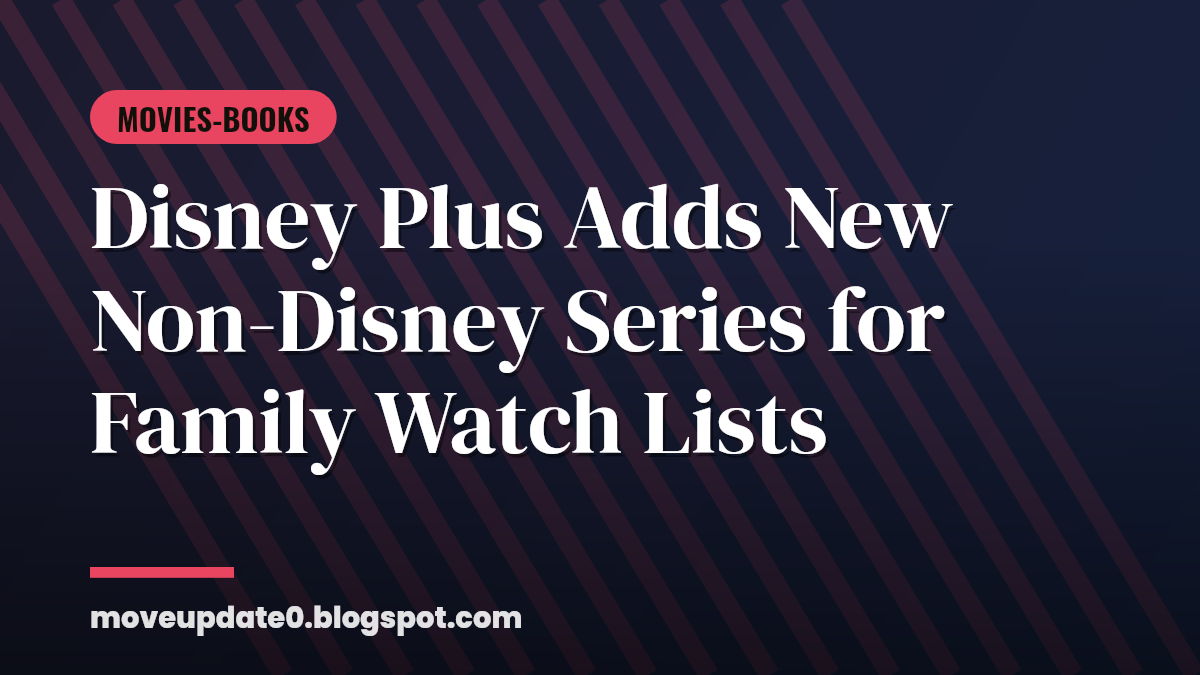 MOVIES-BOOKS
Disney Plus Adds New
Non-Disney Series for
Family Watch Lists
moveupdate0.blogspot.com